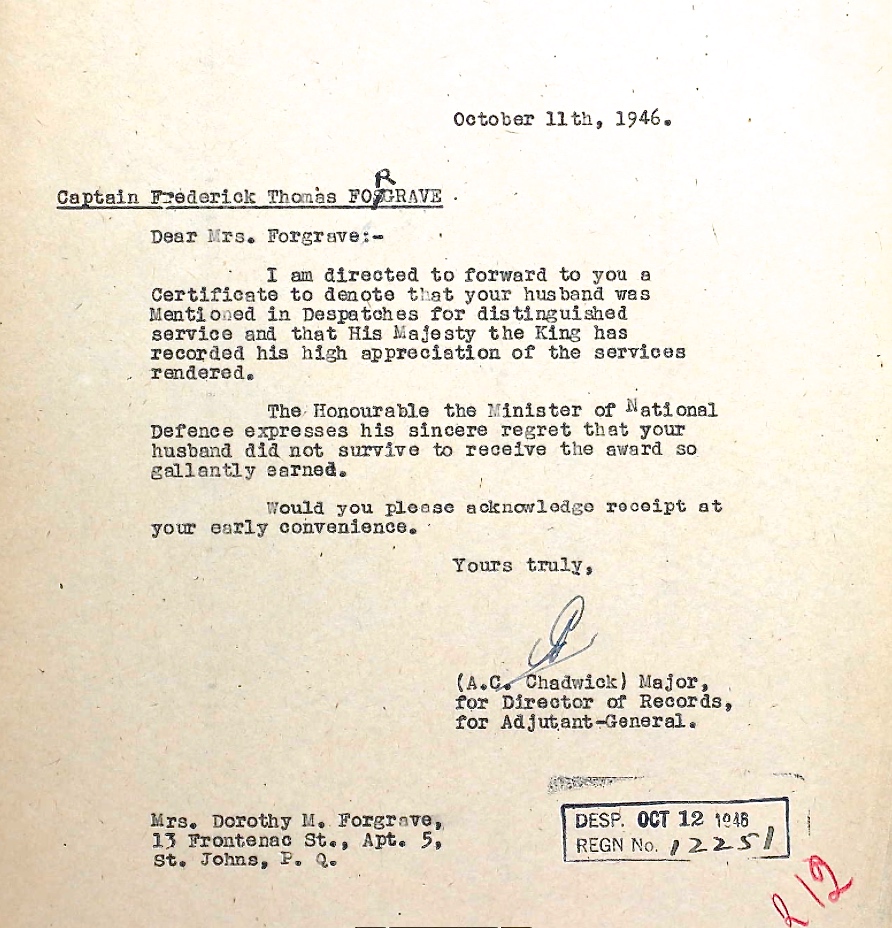 October 11th, 1946.
Captain Frederick Thomas FORGRAVE
Dear Mrs. Forgrave:-
I am directed to forward to you a
Certificate to denote that your husband was
Mentioned in Despatches for distinguished
service and that His Majesty the King has
recorded his high appreciation of the services
rendered.
The Honourable the Minister of National
Defence expresses his sincere regret that your
husband did not survive to receive the award so
gallantly earned.
Would you please acknowledge receipt at
your early convenience.
Yours truly,
(A.C. Chadwick) Major,
for Director of Records,
for Adjutant-General.
Mrs. Dorothy M. Forgrave,
13 Frontenac St., Apt. 5,
St. Johns, P. Q.
DESP. OCT 12 1946
REGN No. 12251